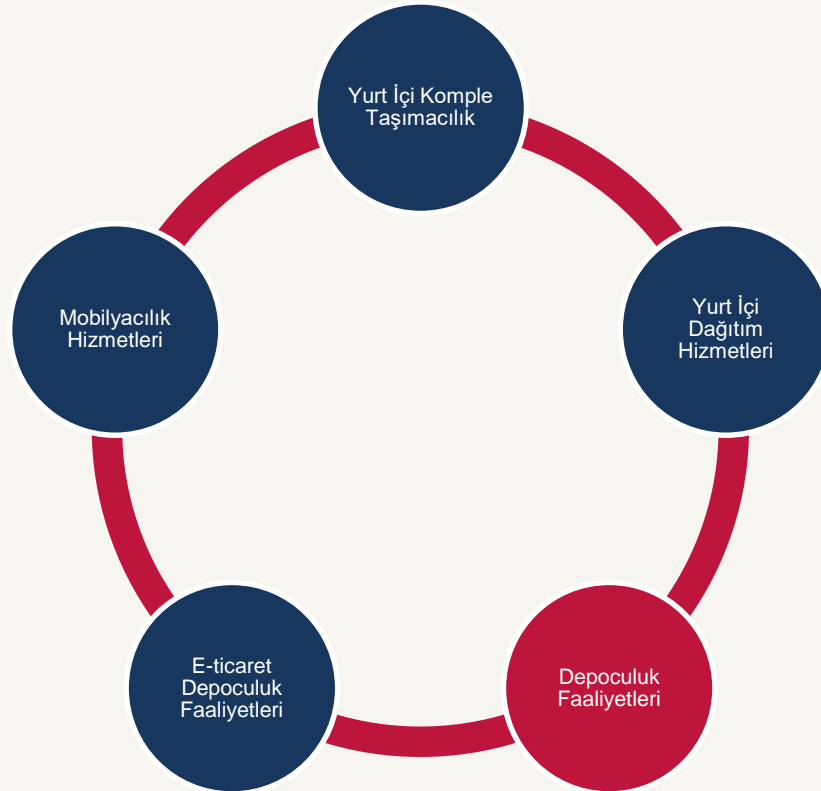 Yurt İçi Komple
Taşımacılık
Yurt İçi
Dağıtım
Hizmetleri
Depoculuk
Faaliyetleri
E-ticaret
Depoculuk
Faaliyetleri
Mobilyacılık
Hizmetleri